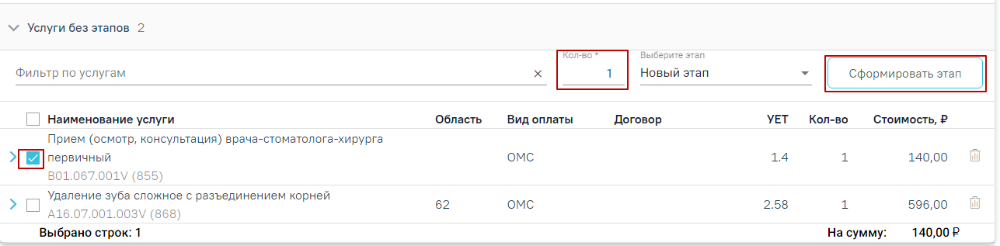 Услуги без этапов 2
Кол-во * Выберите этап
Фильтр по услугам 1 Новый этап Сформировать этап
Наименование услуги Область Вид оплаты Договор УЕТ Кол-во Стоимость, ₽
Прием (осмотр, консультация) врача-стоматолога-хирурга
первичный ОМС 1.4 1 140,00
B01.067.001V (855)
Удаление зуба сложное с разъединением корней
62 ОМС 2.58 1 596,00
A16.07.001.003V (868)
Выбрано строк: 1 На сумму: 140,00 ₽